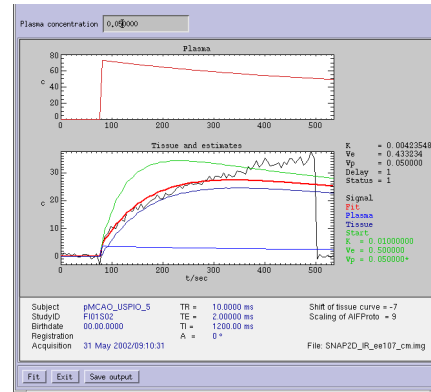 Plasma concentration 0.050000
Plasma
80
60
c 40
20
0
0 100 200 300 400 500
Tissue and estimates
30
20
c
10
0
0 100 200 300 400 500
t/sec
K = 0.00423548
Ve = 0.433234
Vp = 0.050000
Delay = 1
Status = 1
Signal
Fit
Plasma
Tissue
Start
K = 0.01000000
Ve = 0.500000
Vp = 0.050000*
Subject pMCAO_USPIO_5 TR = 10.0000 ms Shift of tissue curve = -7
StudyID FI01S02 TE = 2.00000 ms Scaling of AIFProto = 9
Birthdate 00.00.0000 TI = 1200.00 ms
Registration A = 0°
Acquisition 31 May 2002/09:10:31 File: SNAP2D_IR_ee107_cm.img
Fit Exit Save output